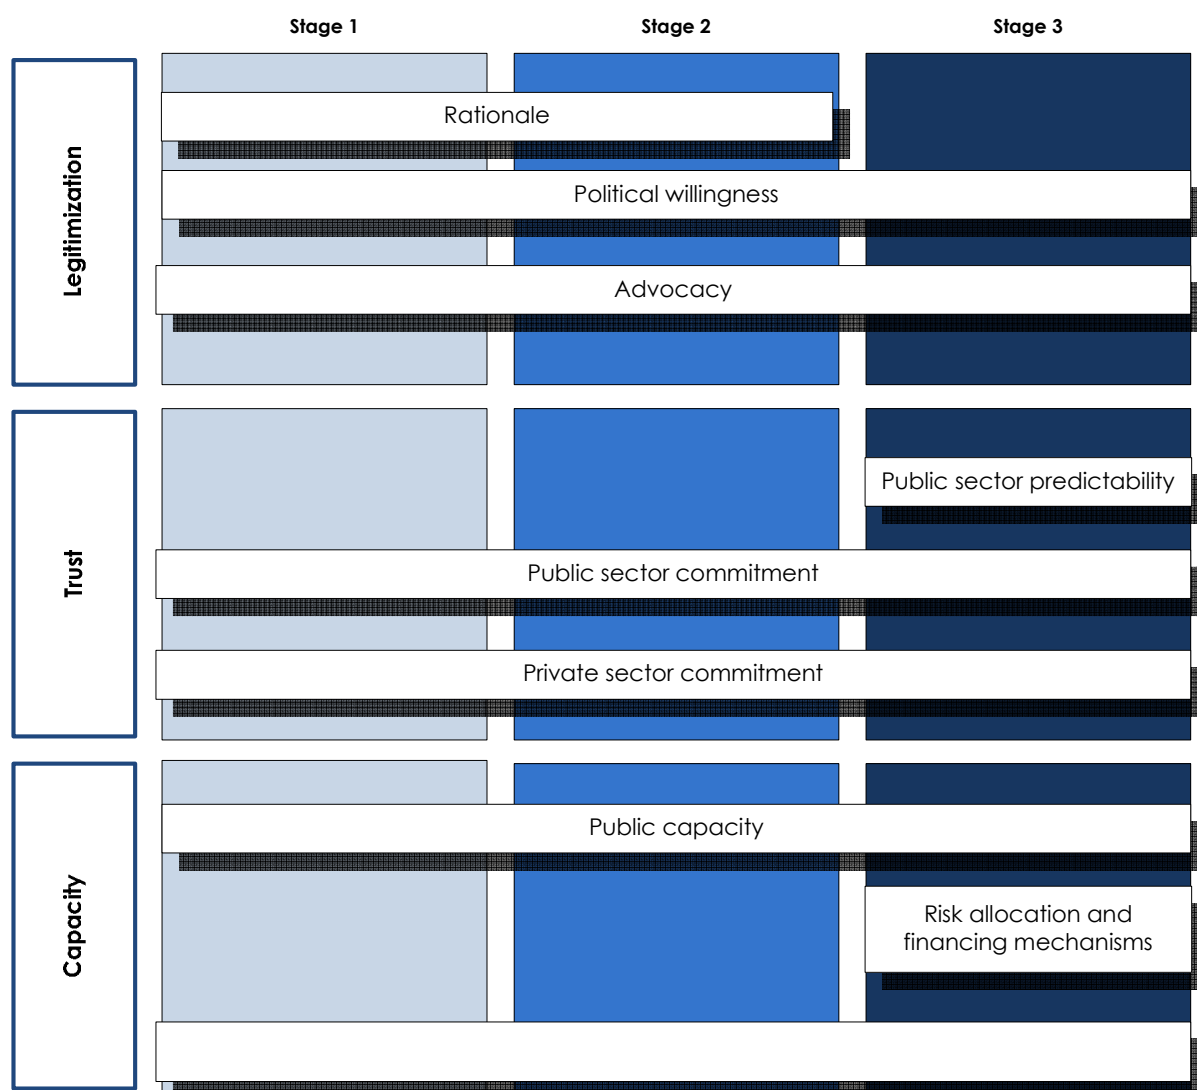 Stage 1
Stage 2
Stage 3
Legitimization
Rationale
Political willingness
Advocacy
Trust
Public sector predictability
Public sector commitment
Private sector commitment
Capacity
Public capacity
Risk allocation and
financing mechanisms